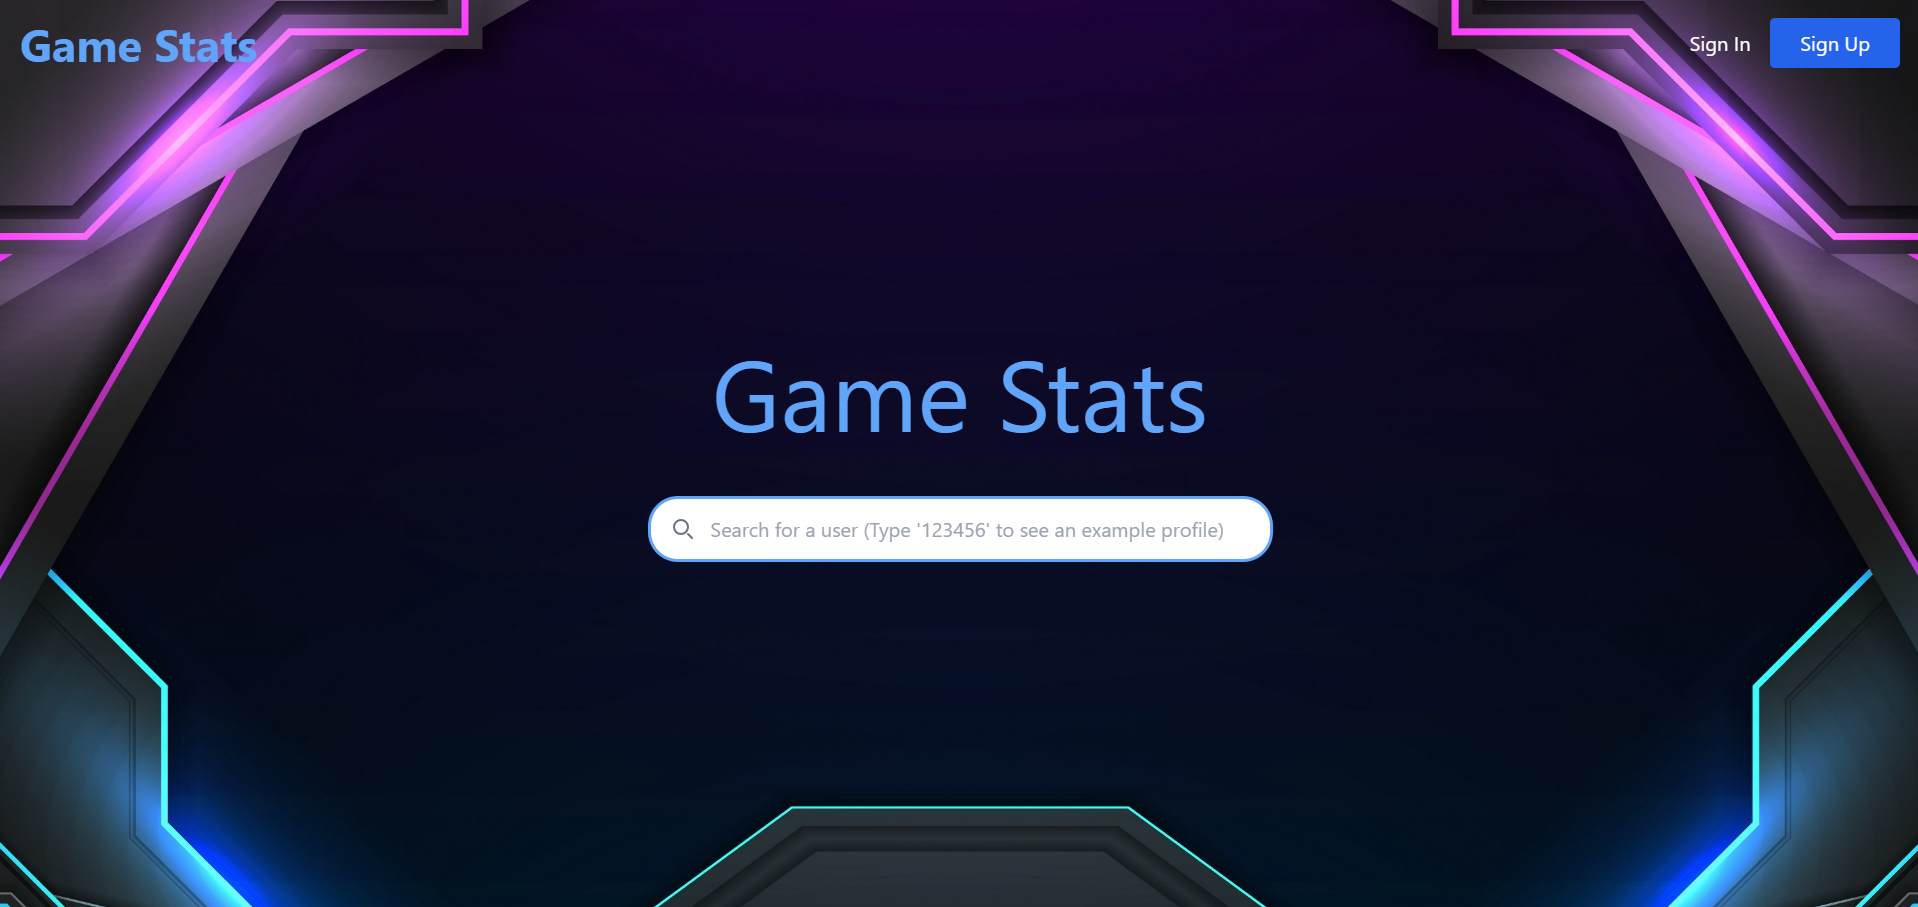 Game Stats
Sign In
Sign Up
Game Stats
Search for a user (Type '123456' to see an example profile)